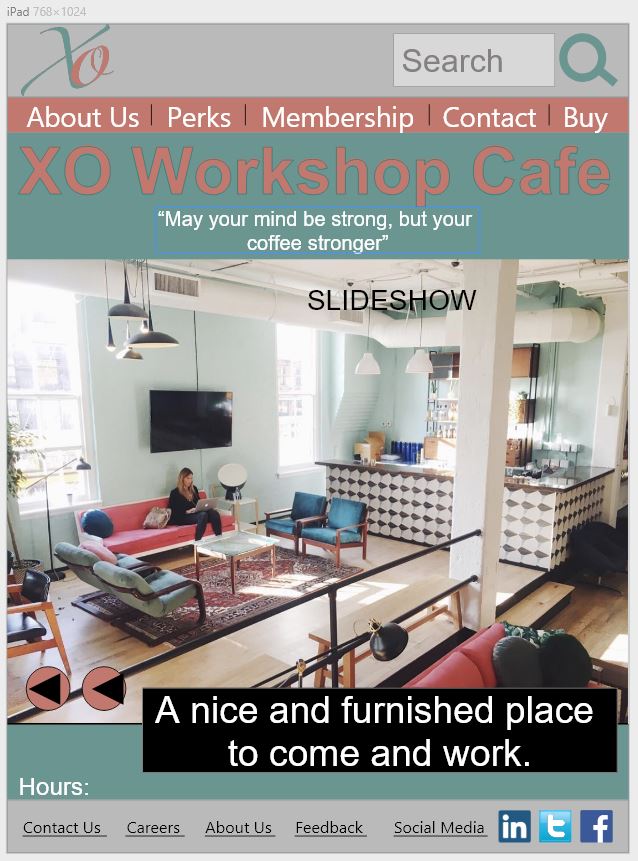 iPad 768×1024
Xo
Search
About Us | Perks | Membership | Contact | Buy
XO Workshop Cafe
“May your mind be strong, but your
coffee stronger”
SLIDESHOW
A nice and furnished place
to come and work.
Hours:
Contact Us Careers About Us Feedback Social Media in t f